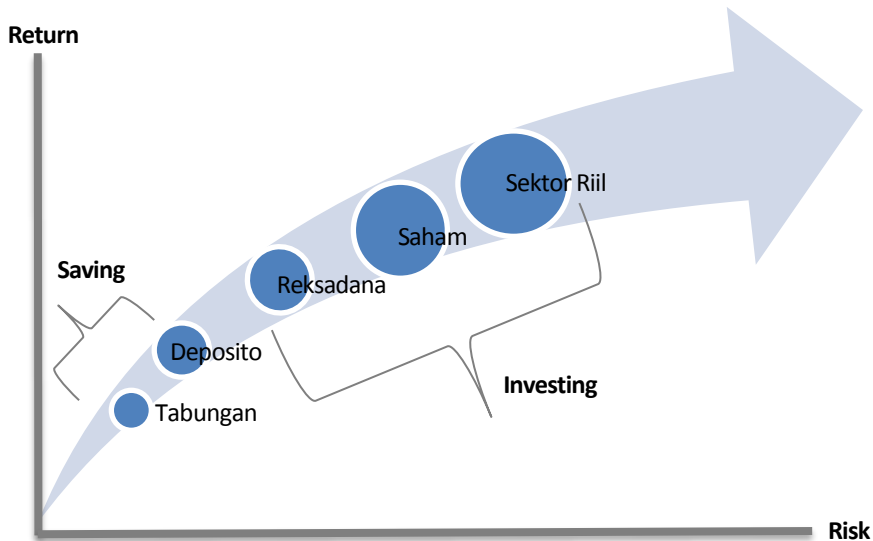 Return
Sektor Riil
Saham
Saving
Reksadana
Deposito
Investing
Tabungan
Risk